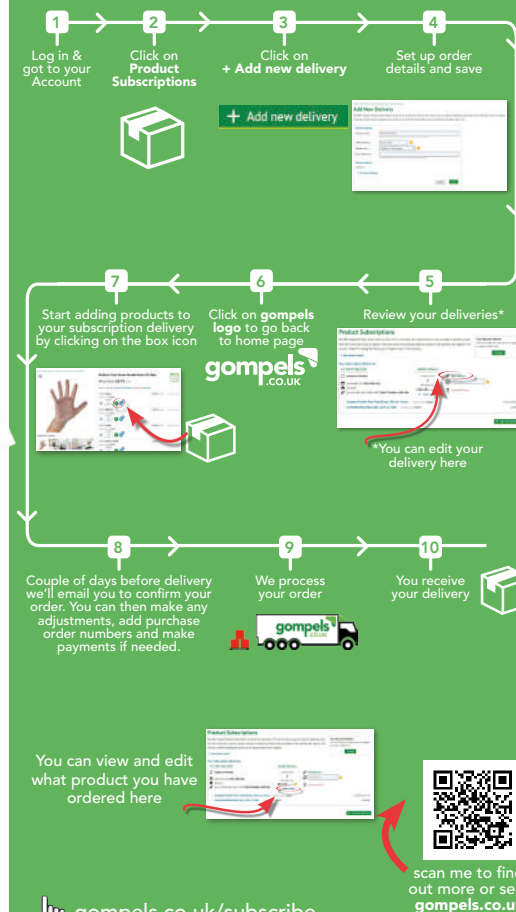 1
2
3
4
Log in &
got to your
Account
Click on
Product
Subscriptions
Click on
+ Add new delivery
Set up order
details and save
+ Add new delivery
Add New Delivery
5
6
7
Review your deliveries*
Click on gompels
logo to go back
to home page
gompels
.CO.UK
Start adding products to
your subscription delivery
by clicking on the box icon
Product Subscriptions
*You can edit your
delivery here
8
9
10
Couple of days before delivery
we'll email you to confirm your
order. You can then make any
adjustments, add purchase
order numbers and make
payments if needed.
We process
your order
You receive
your delivery
gompels
.CO.UK
You can view and edit
what product you have
ordered here
Product Subscriptions
scan me to find
out more or se
gompels.co.u
gompels.co.uk/subscribe